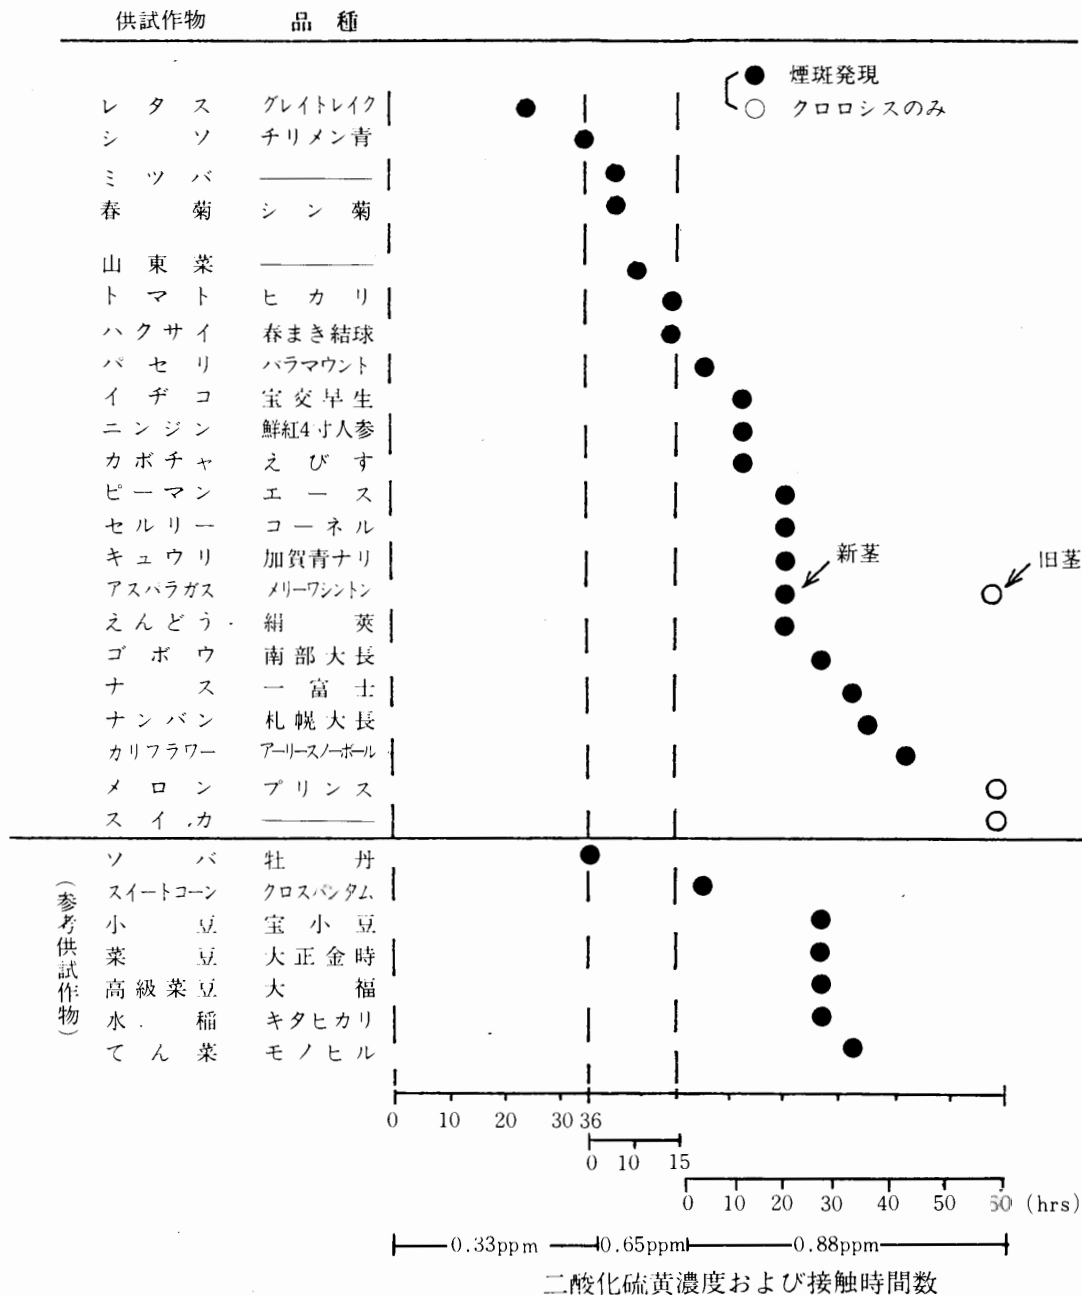 供試作物 品種
● 煙斑発現
○ クロロシスのみ
レタス グレイトレイク
シソ チリメン青
ミツバ ———
春菊 シン菊
山東菜 ———
トマト ヒカリ
ハクサイ 春まき結球
パセリ パラマウント
イチゴ 宝交早生
ニンジン 鮮紅4寸人参
カボチャ えびす
ピーマン エース
セルリー コーネル
キュウリ 加賀青ナリ
新茎 旧茎
アスパラガス メリーワシントン
えんどう 絹莢
ゴボウ 南部大長
ナス 一富士
ナンバン 札幌大長
カリフラワー アーリースノーボール
メロン プリンス
スイカ ———
(参考供試作物)
ソバ 牡丹
スイートコーン クロスバンタム
小豆 宝小豆
菜豆 大正金時
高級菜豆 大福
水稲 キタヒカリ
てん菜 モノヒル
0 10 20 30 36
0 10 15
0 10 20 30 40 50 60 (hrs)
0.33ppm 0.65ppm 0.88ppm
二酸化硫黄濃度および接触時間数